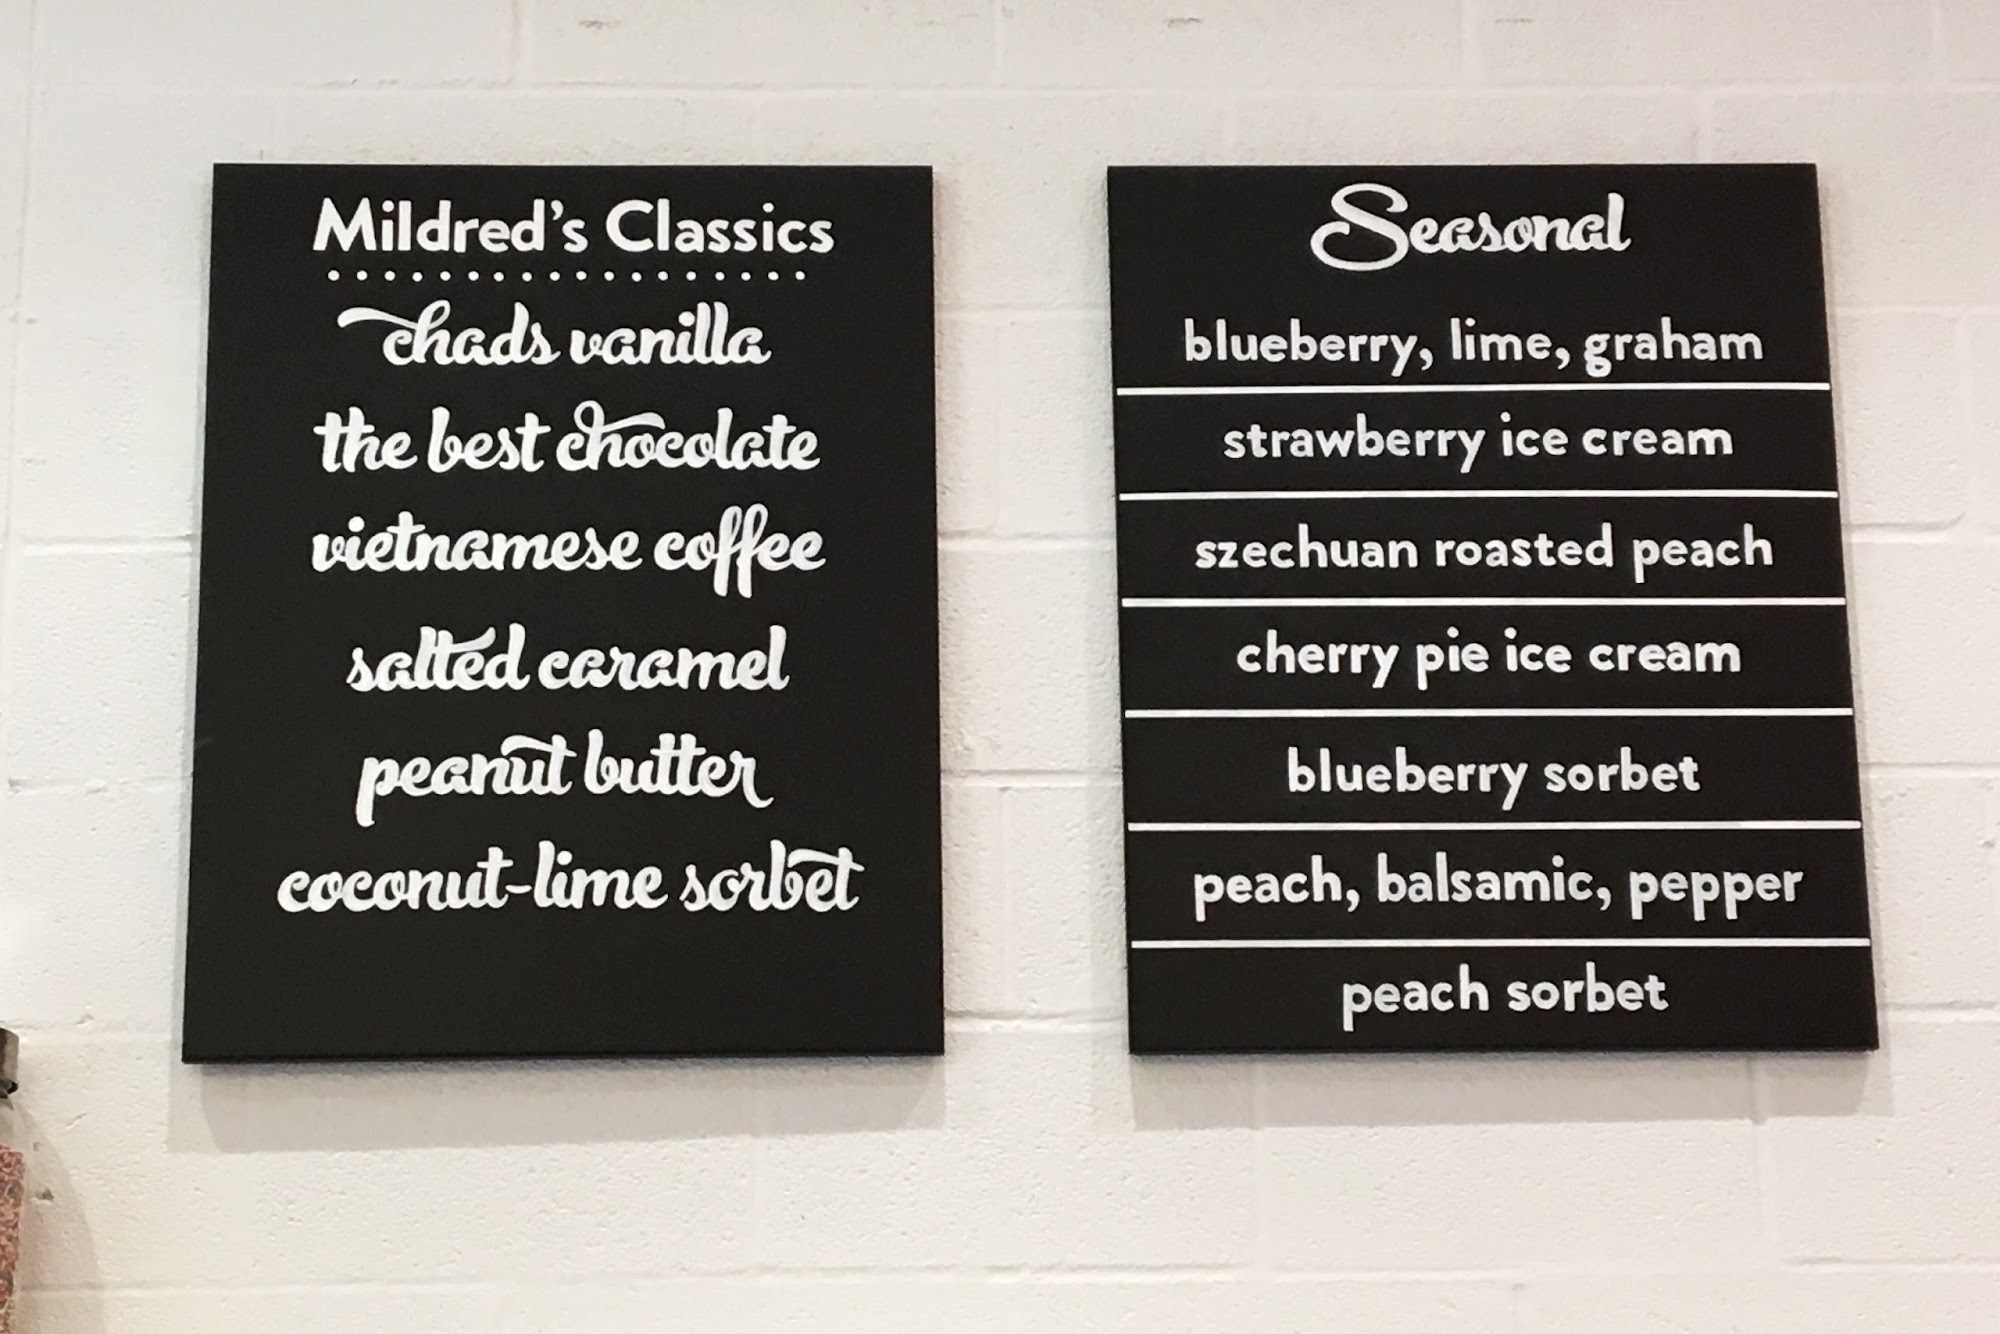 Mildred's Classics
chads vanilla
the best chocolate
vietnamese coffee
salted caramel
peanut butter
coconut-lime sorbet
Seasonal
blueberry, lime, graham
strawberry ice cream
szechuan roasted peach
cherry pie ice cream
blueberry sorbet
peach, balsamic, pepper
peach sorbet